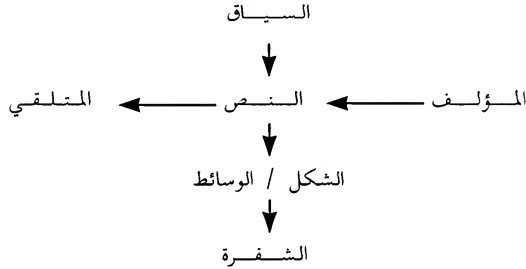 السياق
المؤلف النص المتلقي
الشكل / الوسائط
الشفرة